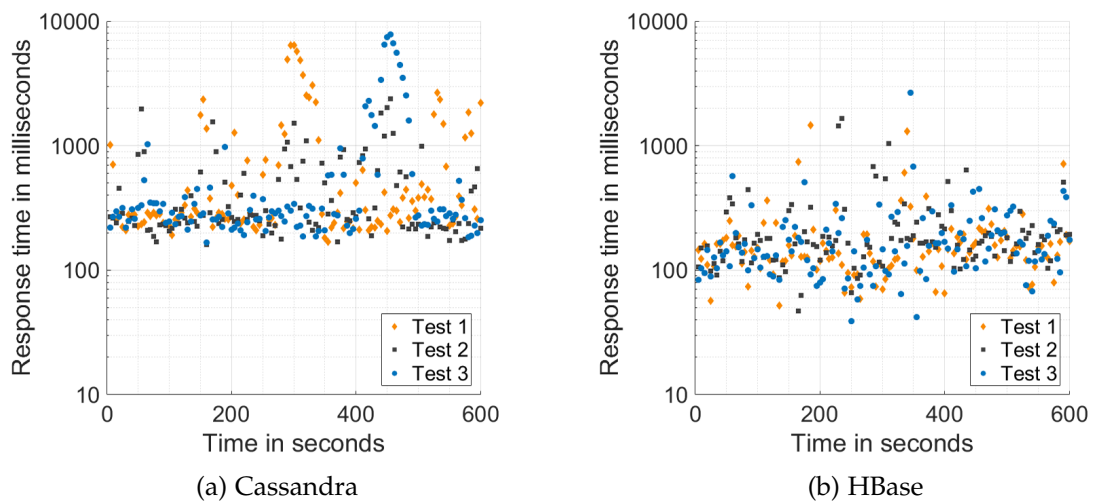 10000
1000
100
10
Response time in milliseconds
0
200
400
600
Time in seconds
Test 1
Test 2
Test 3
(a) Cassandra
10000
1000
100
10
Response time in milliseconds
0
200
400
600
Time in seconds
Test 1
Test 2
Test 3
(b) HBase